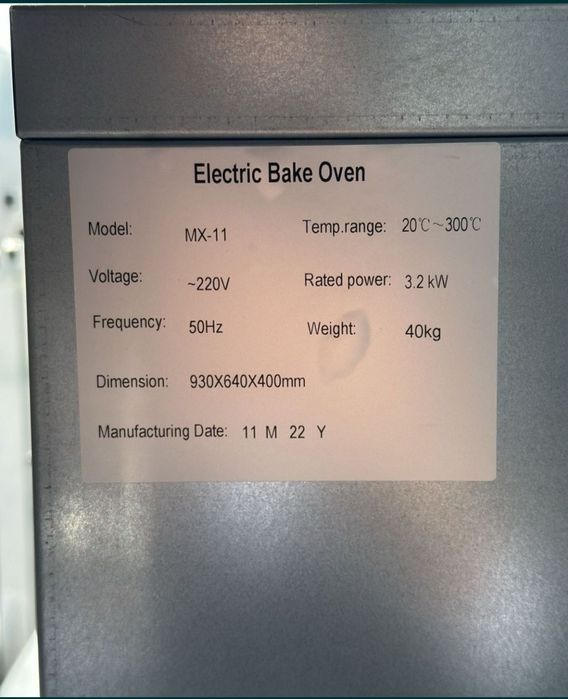 Electric Bake Oven
Model: MX-11 Temp.range: 20℃~300℃
Voltage: ~220V Rated power: 3.2 kW
Frequency: 50Hz Weight: 40kg
Dimension: 930X640X400mm
Manufacturing Date: 11 M 22 Y